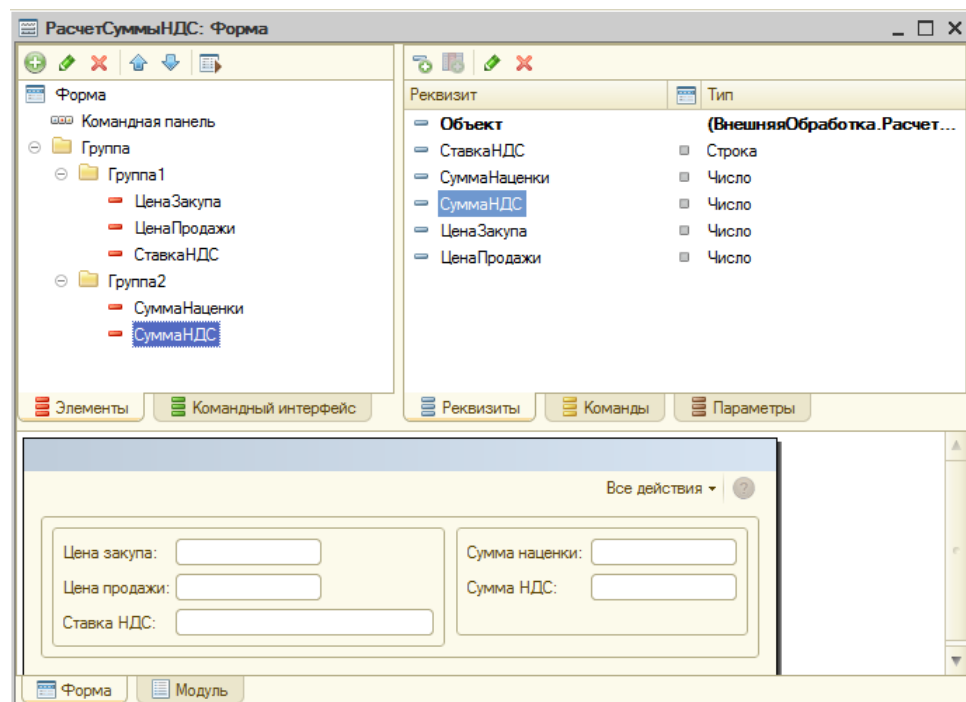 РасчетСуммыНДС: Форма
Форма
Командная панель
Группа
Группа1
ЦенаЗакупа
ЦенаПродажи
СтавкаНДС
Группа2
СуммаНаценки
СуммаНДС
Элементы
Командный интерфейс
Реквизит Тип
Объект (ВнешняяОбработка.Расчет...
СтавкаНДС Строка
СуммаНаценки Число
СуммаНДС Число
ЦенаЗакупа Число
ЦенаПродажи Число
Реквизиты
Команды
Параметры
Все действия
?
Цена закупа:
Цена продажи:
Ставка НДС:
Сумма наценки:
Сумма НДС:
Форма
Модуль